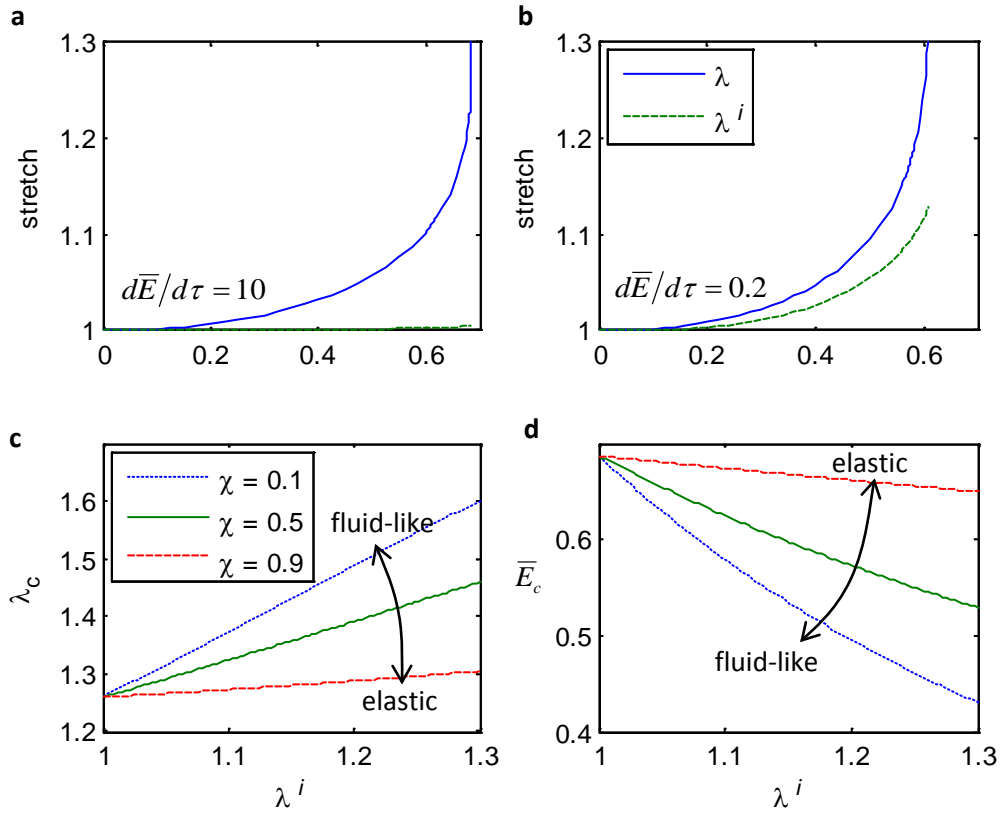 a
1.3
1.2
1.1
1
stretch
dE̅/dτ = 10
0 0.2 0.4 0.6
b
1.3
1.2
1.1
1
stretch
λ
λ i
dE̅/dτ = 0.2
0 0.2 0.4 0.6
c
1.6
1.5
1.4
1.3
1.2
λc
χ = 0.1
χ = 0.5
χ = 0.9
fluid-like
elastic
1 1.1 1.2 1.3
λ i
d
0.6
0.5
0.4
E̅c
elastic
fluid-like
1 1.1 1.2 1.3
λ i